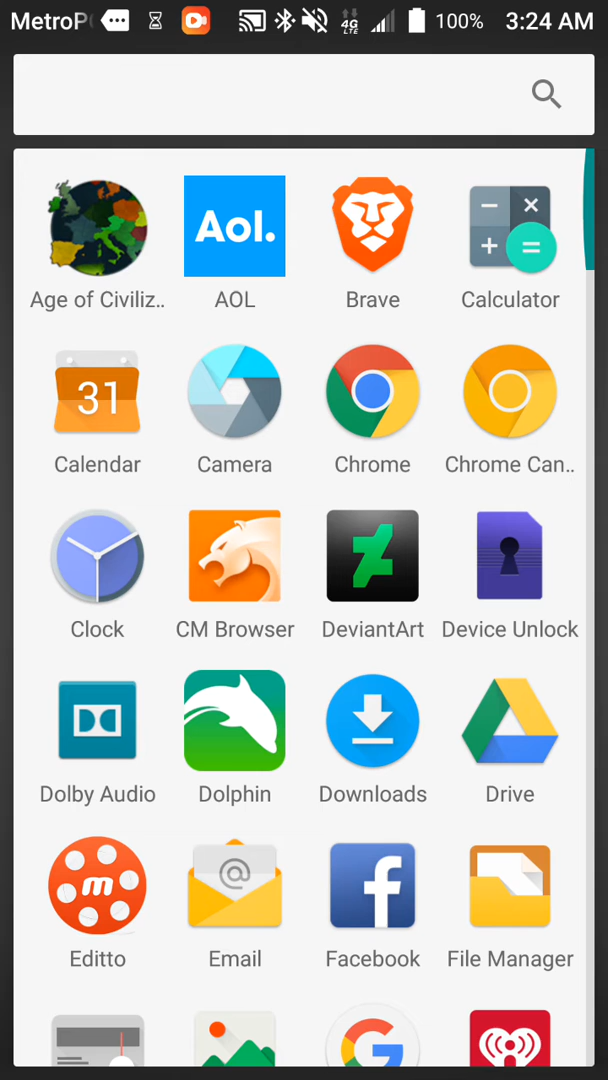 MetroP 4G LTE 100% 3:24 AM
Age of Civiliz.. Aol. AOL Brave Calculator
31 Calendar Camera Chrome Chrome Can..
Clock CM Browser DeviantArt Device Unlock
Dolby Audio Dolphin Downloads Drive
m Editto @ Email f Facebook File Manager
G